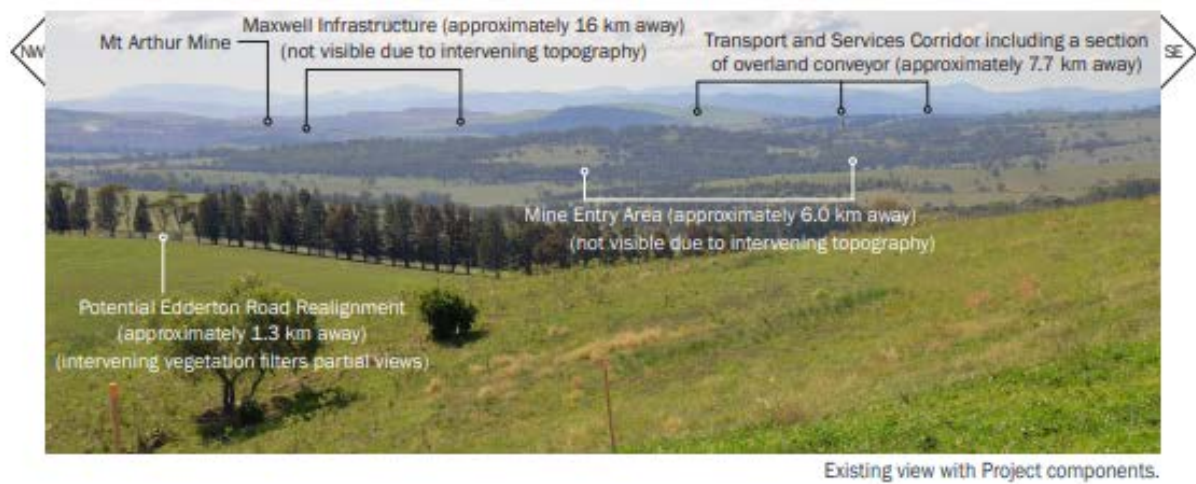 NW
Mt Arthur Mine
Maxwell Infrastructure (approximately 16 km away)
(not visible due to intervening topography)
Transport and Services Corridor including a section
of overland conveyor (approximately 7.7 km away)
SE
Mine Entry Area (approximately 6.0 km away)
(not visible due to intervening topography)
Potential Edderton Road Realignment
(approximately 1.3 km away)
(intervening vegetation filters partial views)
Existing view with Project components.